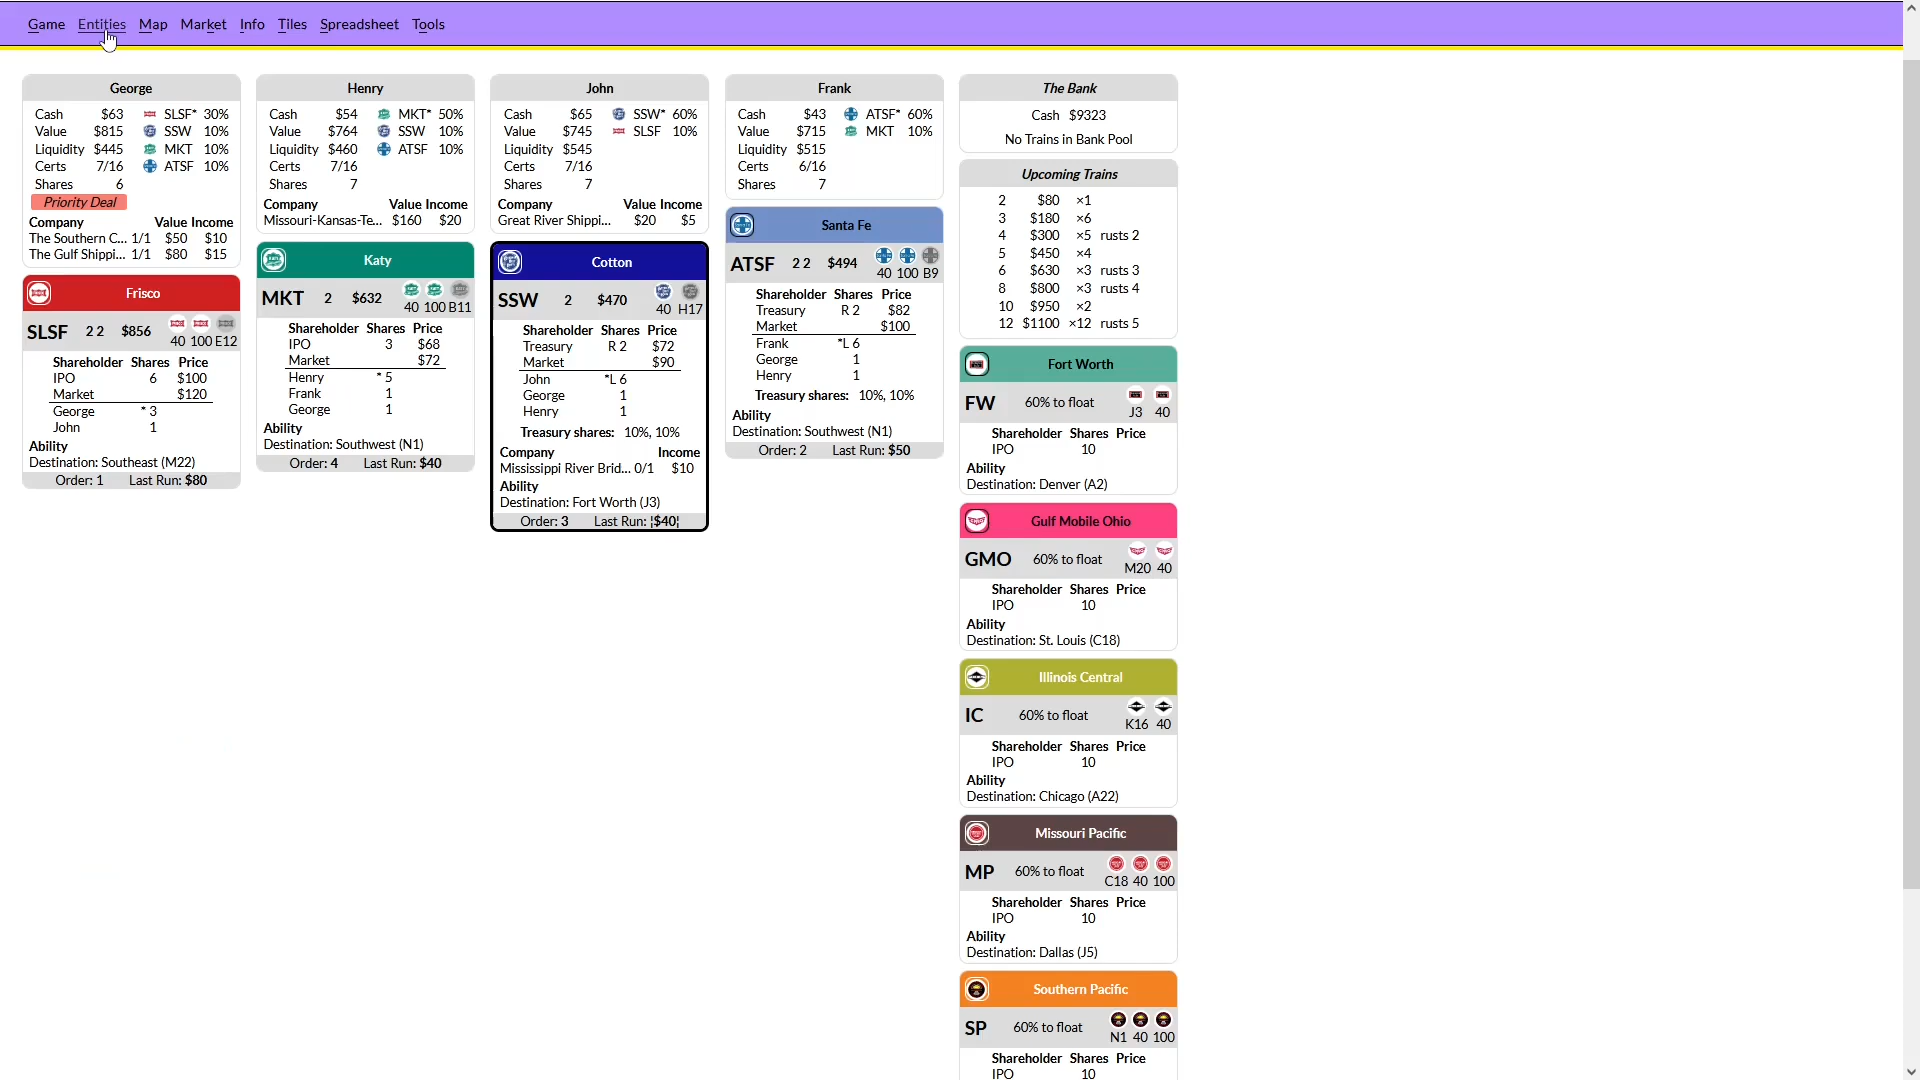 Game Entities Map Market Info Tiles Spreadsheet Tools
George
Cash $63 SLSF* 30%
Value $815 SSW 10%
Liquidity $445 MKT 10%
Certs 7/16 ATSF 10%
Shares 6
Priority Deal
Company Value Income
The Southern C... 1/1 $50 $10
The Gulf Shippi... 1/1 $80 $15
Frisco
SLSF 2 2 $856
40 100 E12
Shareholder Shares Price
IPO 6 $100
Market $120
George * 3
John 1
Ability
Destination: Southeast (M22)
Order: 1 Last Run: $80
Henry
Cash $54 MKT* 50%
Value $764 SSW 10%
Liquidity $460 ATSF 10%
Certs 7/16
Shares 7
Company Value Income
Missouri-Kansas-Te... $160 $20
Katy
MKT 2 $632
40 100 B11
Shareholder Shares Price
IPO 3 $68
Market $72
Henry * 5
Frank 1
George 1
Ability
Destination: Southwest (N1)
Order: 4 Last Run: $40
John
Cash $65 SSW* 60%
Value $745 SLSF 10%
Liquidity $545
Certs 7/16
Shares 7
Company Value Income
Great River Shippi... $20 $5
Cotton
SSW 2 $470
40 H17
Shareholder Shares Price
Treasury R 2 $72
Market $90
John *L 6
George 1
Henry 1
Treasury shares: 10%, 10%
Company Income
Mississippi River Brid... 0/1 $10
Ability
Destination: Fort Worth (J3)
Order: 3 Last Run: ¦$40¦
Frank
Cash $43 ATSF* 60%
Value $715 MKT 10%
Liquidity $515
Certs 6/16
Shares 7
Santa Fe
ATSF 2 2 $494
40 100 B9
Shareholder Shares Price
Treasury R 2 $82
Market $100
Frank *L 6
George 1
Henry 1
Treasury shares: 10%, 10%
Ability
Destination: Southwest (N1)
Order: 2 Last Run: $50
The Bank
Cash $9323
No Trains in Bank Pool
Upcoming Trains
2 $80 ×1
3 $180 ×6
4 $300 ×5 rusts 2
5 $450 ×4
6 $630 ×3 rusts 3
8 $800 ×3 rusts 4
10 $950 ×2
12 $1100 ×12 rusts 5
Fort Worth
FW 60% to float
J3 40
Shareholder Shares Price
IPO 10
Ability
Destination: Denver (A2)
Gulf Mobile Ohio
GMO 60% to float
M20 40
Shareholder Shares Price
IPO 10
Ability
Destination: St. Louis (C18)
Illinois Central
IC 60% to float
K16 40
Shareholder Shares Price
IPO 10
Ability
Destination: Chicago (A22)
Missouri Pacific
MP 60% to float
C18 40 100
Shareholder Shares Price
IPO 10
Ability
Destination: Dallas (J5)
Southern Pacific
SP 60% to float
N1 40 100
Shareholder Shares Price
IPO 10